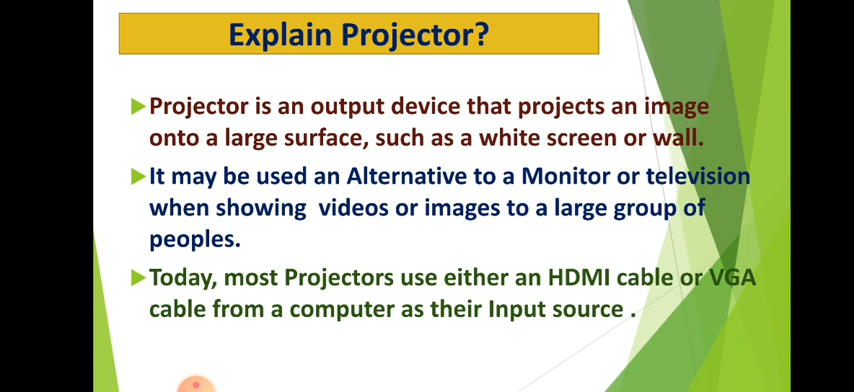 Explain Projector?
Projector is an output device that projects an image
onto a large surface, such as a white screen or wall.
It may be used an Alternative to a Monitor or television
when showing videos or images to a large group of
peoples.
Today, most Projectors use either an HDMI cable or VGA
cable from a computer as their Input source .